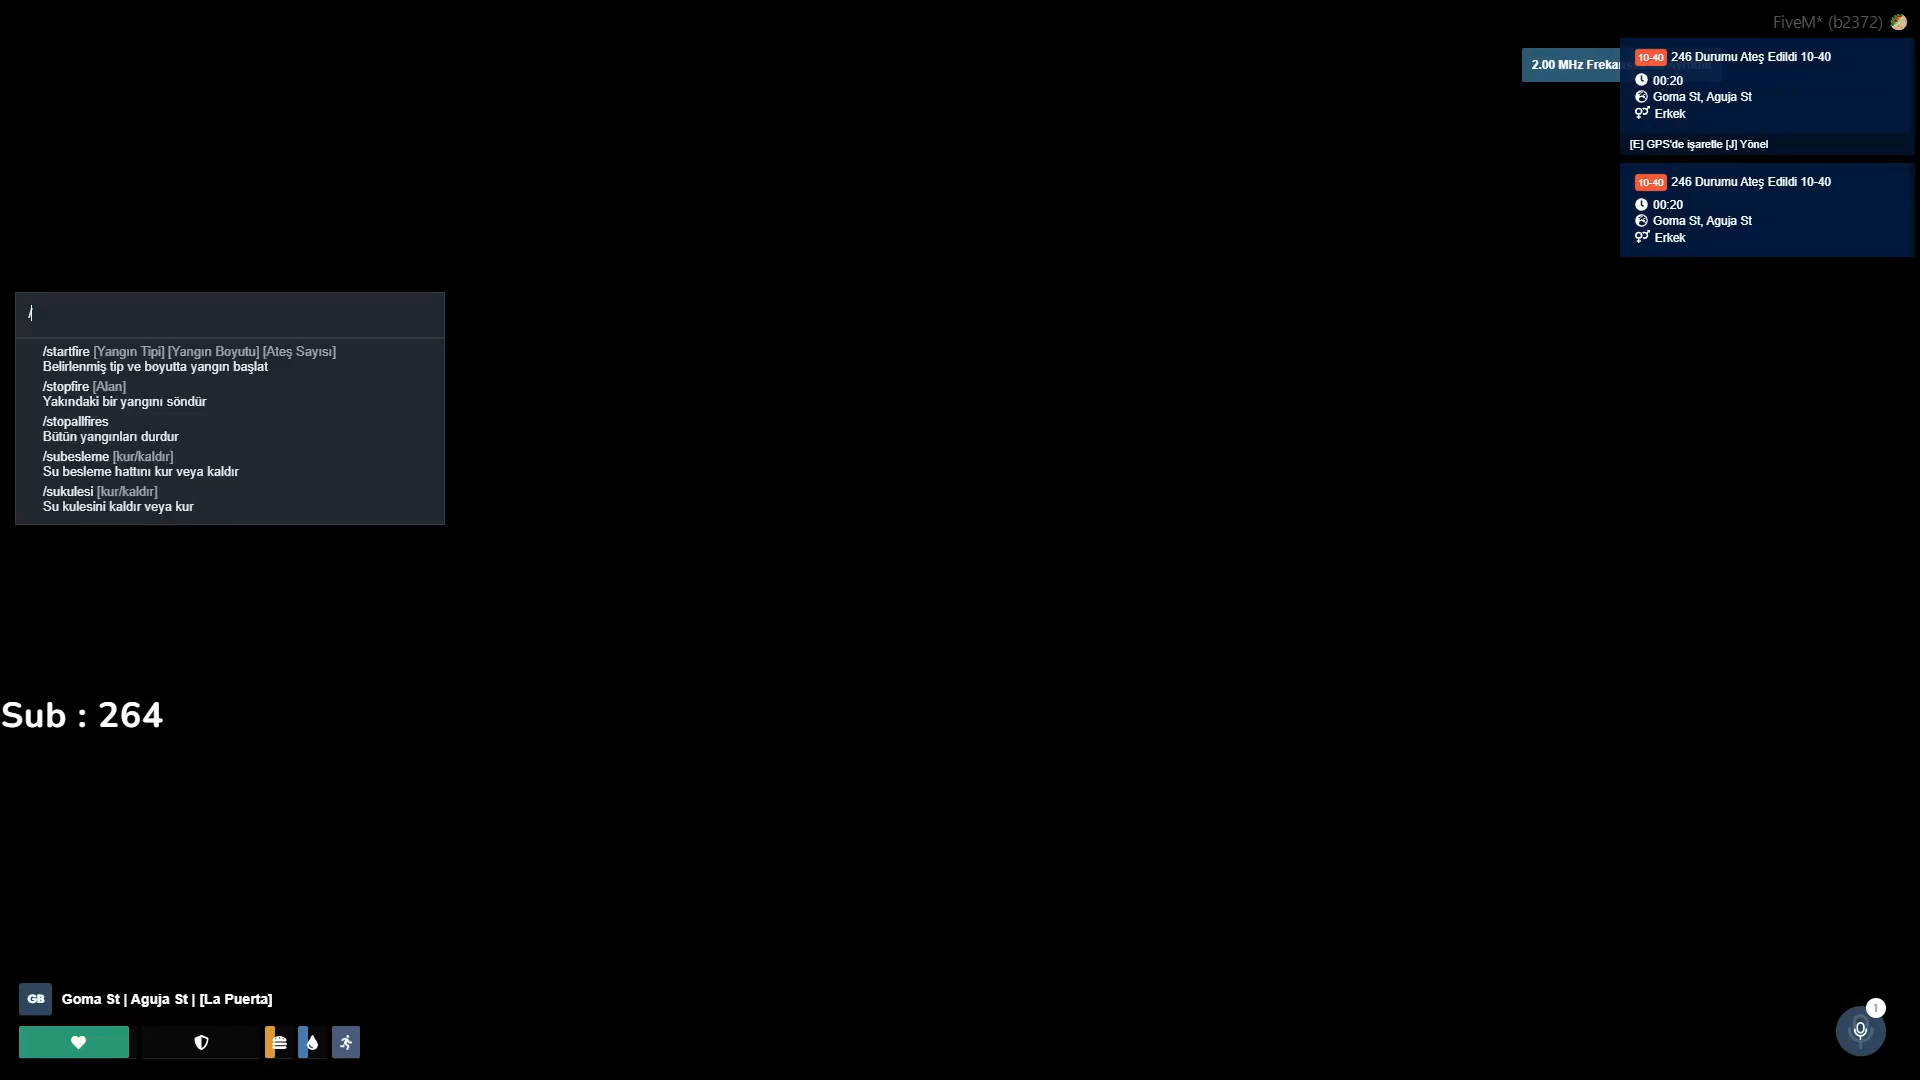 FiveM* (b2372)
2.00 MHz Freka
10-40 246 Durumu Ateş Edildi 10-40
00:20
Goma St, Aguja St
Erkek
[E] GPS'de işaretle [J] Yönel
10-40 246 Durumu Ateş Edildi 10-40
00:20
Goma St, Aguja St
Erkek
/
/startfire [Yangın Tipi] [Yangın Boyutu] [Ateş Sayısı]
Belirlenmiş tip ve boyutta yangın başlat
/stopfire [Alan]
Yakındaki bir yangını söndür
/stopallfires
Bütün yangınları durdur
/subesleme [kur/kaldır]
Su besleme hattını kur veya kaldır
/sukulesi [kur/kaldır]
Su kulesini kaldır veya kur
Sub : 264
GB Goma St | Aguja St | [La Puerta]
1